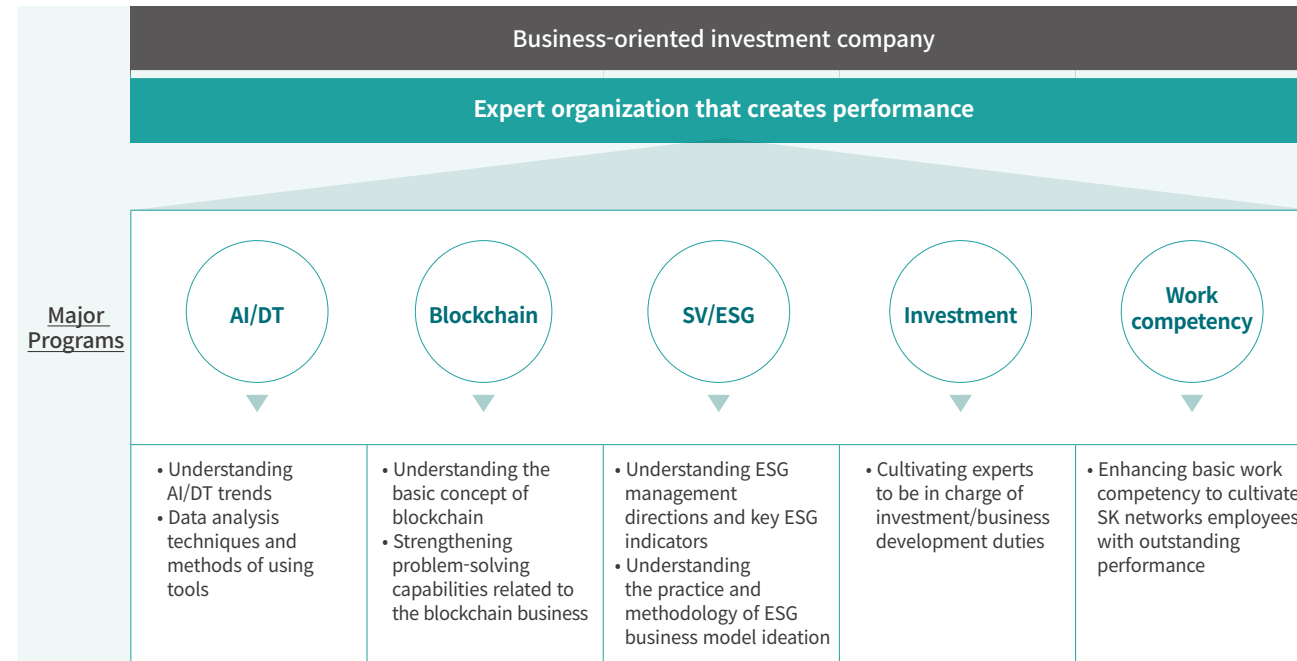 Business-oriented investment company
Expert organization that creates performance
Major
Programs
AI/DT
Blockchain
SV/ESG
Investment
Work
competency
• Understanding
AI/DT trends
• Data analysis
techniques and
methods of using
tools
• Understanding the
basic concept of
blockchain
• Strengthening
problem-solving
capabilities related to
the blockchain business
• Understanding ESG
management
directions and key ESG
indicators
• Understanding
the practice and
methodology of ESG
business model ideation
• Cultivating experts
to be in charge of
investment/business
development duties
• Enhancing basic work
competency to cultivate
SK networks employees
with outstanding
performance